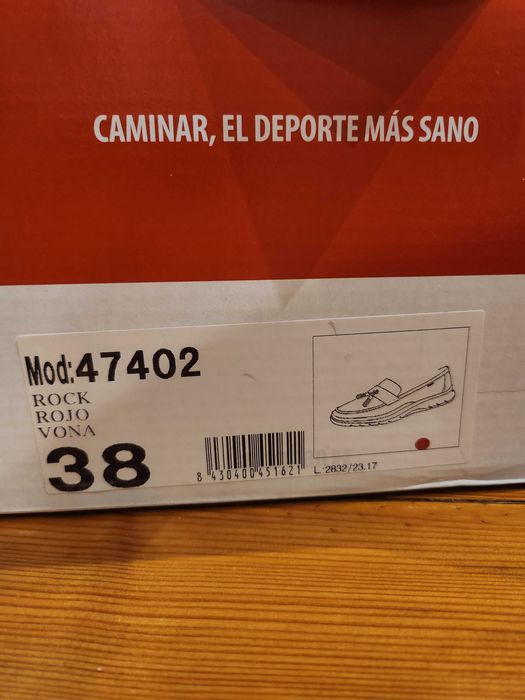 CAMINAR, EL DEPORTE MÁS SANO
Mod:47402
ROCK
ROJO
VONA
38
8 430400 451621
L.:2832/23.17